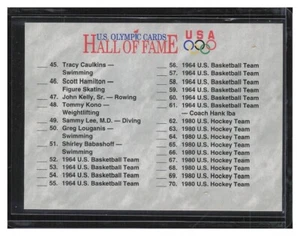 U.S. OLYMPIC CARDS
HALL OF FAME
USA
45. Tracy Caulkins —
Swimming
46. Scott Hamilton —
Figure Skating
47. John Kelly, Sr. — Rowing
48. Tommy Kono —
Weightlifting
49. Sammy Lee, M.D. — Diving
50. Greg Louganis —
Swimming
51. Shirley Babashoff —
Swimming
52. 1964 U.S. Basketball Team
53. 1964 U.S. Basketball Team
54. 1964 U.S. Basketball Team
55. 1964 U.S. Basketball Team
56. 1964 U.S. Basketball Team
57. 1964 U.S. Basketball Team
58. 1964 U.S. Basketball Team
59. 1964 U.S. Basketball Team
60. 1964 U.S. Basketball Team
61. 1964 U.S. Basketball Team
— Coach Hank Iba
62. 1980 U.S. Hockey Team
63. 1980 U.S. Hockey Team
64. 1980 U.S. Hockey Team
65. 1980 U.S. Hockey Team
66. 1980 U.S. Hockey Team
67. 1980 U.S. Hockey Team
68. 1980 U.S. Hockey Team
69. 1980 U.S. Hockey Team
70. 1980 U.S. Hockey Team